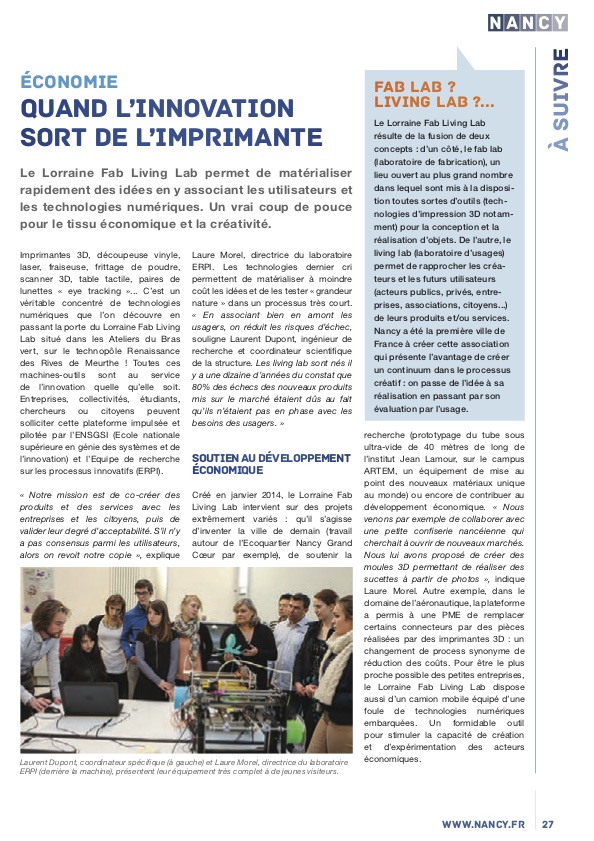 NANCY
À SUIVRE
ÉCONOMIE
QUAND L'INNOVATION
SORT DE L'IMPRIMANTE
Le Lorraine Fab Living Lab permet de matérialiser
rapidement des idées en y associant les utilisateurs et
les technologies numériques. Un vrai coup de pouce
pour le tissu économique et la créativité.
Imprimantes 3D, découpeuse vinyle,
laser, fraiseuse, frittage de poudre,
scanner 3D, table tactile, paires de
lunettes « eye tracking »... C'est un
véritable concentré de technologies
numériques que l'on découvre en
passant la porte du Lorraine Fab Living
Lab situé dans les Ateliers du Bras
vert, sur le technopôle Renaissance
des Rives de Meurthe ! Toutes ces
machines-outils sont au service
de l'innovation quelle qu'elle soit.
Entreprises, collectivités, étudiants,
chercheurs ou citoyens peuvent
solliciter cette plateforme impulsée et
pilotée par l'ENSGSI (Ecole nationale
supérieure en génie des systèmes et de
l'innovation) et l'Equipe de recherche
sur les processus innovatifs (ERPI).
« Notre mission est de co-créer des
produits et des services avec les
entreprises et les citoyens, puis de
valider leur degré d'acceptabilité. S'il n'y
a pas consensus parmi les utilisateurs,
alors on revoit notre copie », explique
Laure Morel, directrice du laboratoire
ERPI. Les technologies dernier cri
permettent de matérialiser à moindre
coût les idées et de les tester « grandeur
nature » dans un processus très court.
« En associant bien en amont les
usagers, on réduit les risques d'échec,
souligne Laurent Dupont, ingénieur de
recherche et coordinateur scientifique
de la structure. Les living lab sont nés il
y a une dizaine d'années du constat que
80% des échecs des nouveaux produits
mis sur le marché étaient dûs au fait
qu'ils n'étaient pas en phase avec les
besoins des usagers. »
SOUTIEN AU DÉVELOPPEMENT
ÉCONOMIQUE
Créé en janvier 2014, le Lorraine Fab
Living Lab intervient sur des projets
extrêmement variés : qu'il s'agisse
d'inventer la ville de demain (travail
autour de l'Ecoquartier Nancy Grand
Cœur par exemple), de soutenir la
FAB LAB ?
LIVING LAB ?...
Le Lorraine Fab Living Lab
résulte de la fusion de deux
concepts : d'un côté, le fab lab
(laboratoire de fabrication), un
lieu ouvert au plus grand nombre
dans lequel sont mis à la disposi-
tion toutes sortes d'outils (tech-
nologies d'impression 3D notam-
ment) pour la conception et la
réalisation d'objets. De l'autre, le
living lab (laboratoire d'usages)
permet de rapprocher les créa-
teurs et les futurs utilisateurs
(acteurs publics, privés, entre-
prises, associations, citoyens...)
de leurs produits et/ou services.
Nancy a été la première ville de
France à créer cette association
qui présente l'avantage de créer
un continuum dans le processus
créatif : on passe de l'idée à sa
réalisation en passant par son
évaluation par l'usage.
recherche (prototypage du tube sous
ultra-vide de 40 mètres de long de
l'institut Jean Lamour, sur le campus
ARTEM, un équipement de mise au
point des nouveaux matériaux unique
au monde) ou encore de contribuer au
développement économique. « Nous
venons par exemple de collaborer avec
une petite confiserie nancéienne qui
cherchait à ouvrir de nouveaux marchés.
Nous lui avons proposé de créer des
moules 3D permettant de réaliser des
sucettes à partir de photos », indique
Laure Morel. Autre exemple, dans le
domaine de l'aéronautique, la plateforme
a permis à une PME de remplacer
certains connecteurs par des pièces
réalisées par des imprimantes 3D : un
changement de process synonyme de
réduction des coûts. Pour être le plus
proche possible des petites entreprises,
le Lorraine Fab Living Lab dispose
aussi d'un camion mobile équipé d'une
foule de technologies numériques
embarquées. Un formidable outil
pour stimuler la capacité de création
et d'expérimentation des acteurs
économiques.
Laurent Dupont, coordinateur spécifique (à gauche) et Laure Morel, directrice du laboratoire
ERPI (derrière la machine), présentent leur équipement très complet à de jeunes visiteurs.
WWW.NANCY.FR 27